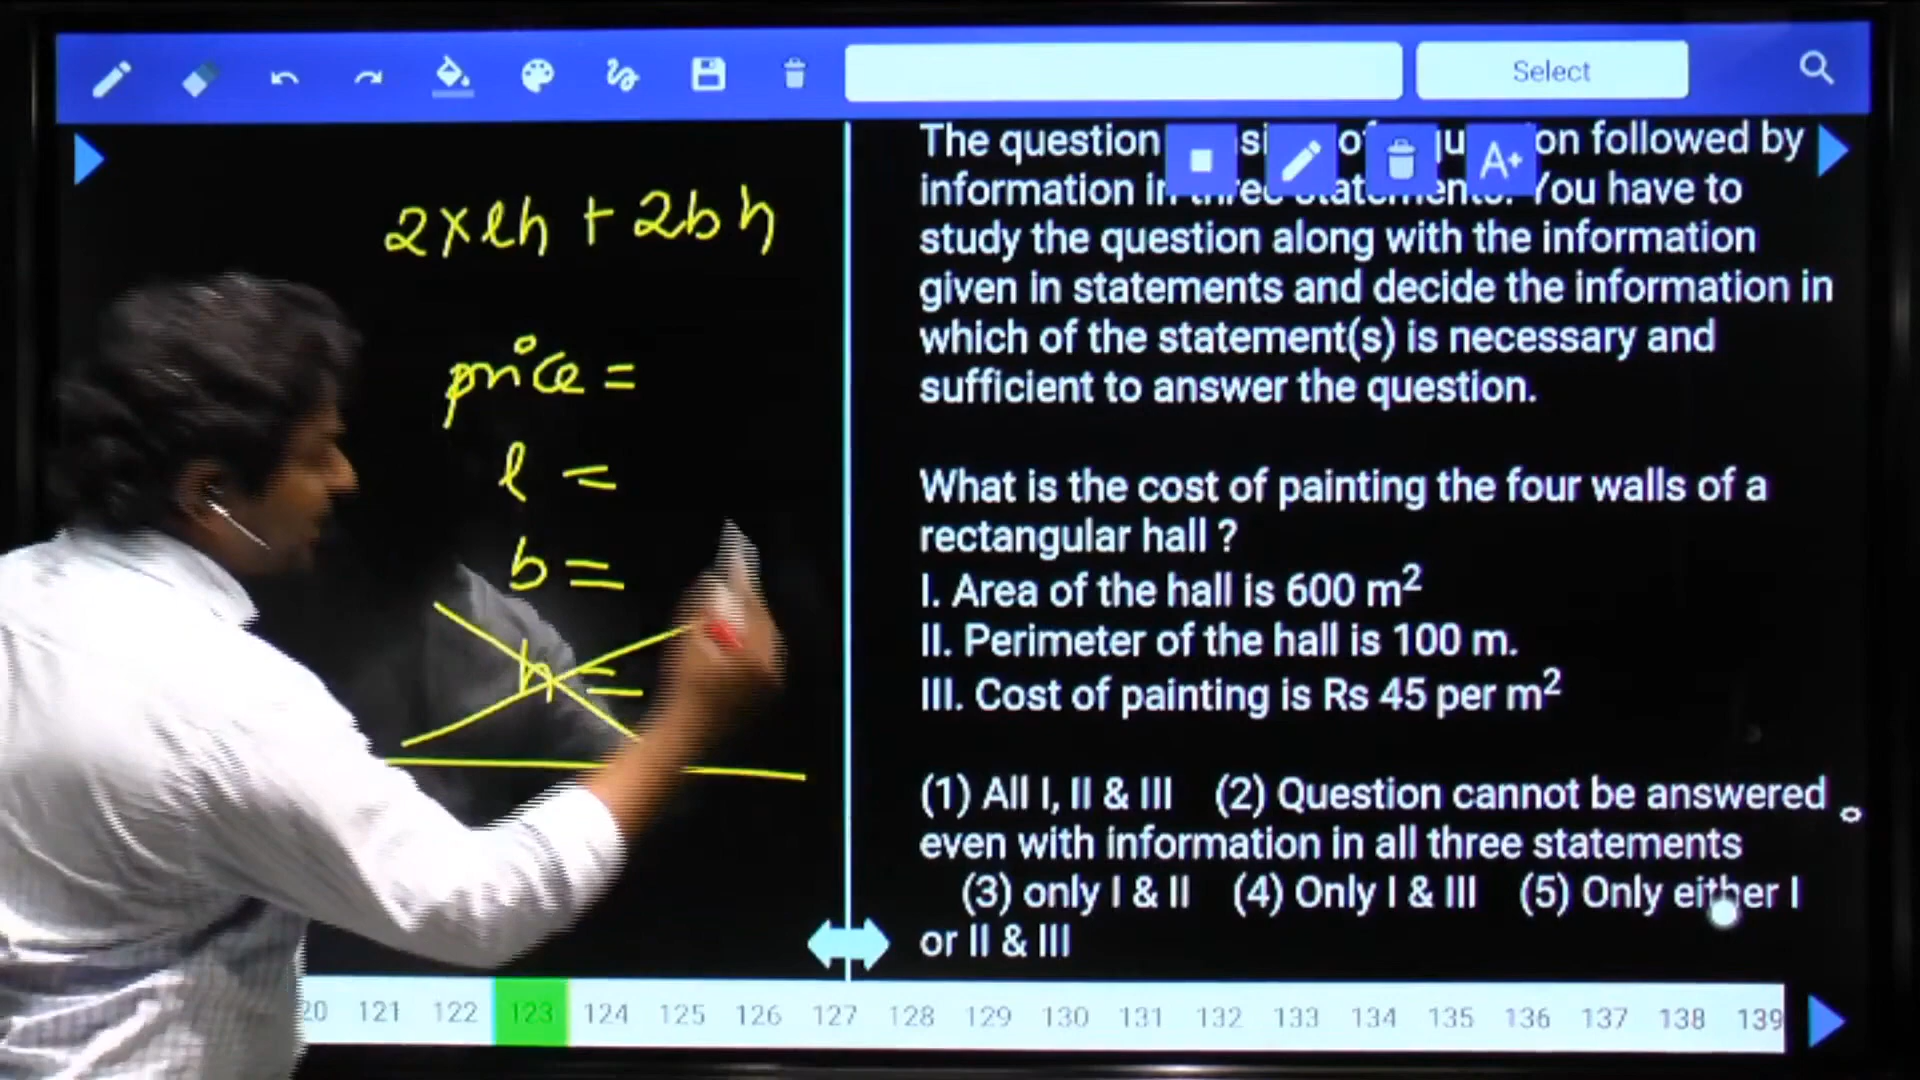 Select
2×lh + 2bh
price =
l =
b =
h =
The question
on followed by
information in three statements. You have to
study the question along with the information
given in statements and decide the information in
which of the statement(s) is necessary and
sufficient to answer the question.
What is the cost of painting the four walls of a
rectangular hall ?
I. Area of the hall is 600 m²
II. Perimeter of the hall is 100 m.
III. Cost of painting is Rs 45 per m²
(1) All I, II & III (2) Question cannot be answered
even with information in all three statements
(3) only I & II (4) Only I & III (5) Only either I
or II & III
20 121 122 123 124 125 126 127 128 129 130 131 132 133 134 135 136 137 138 139